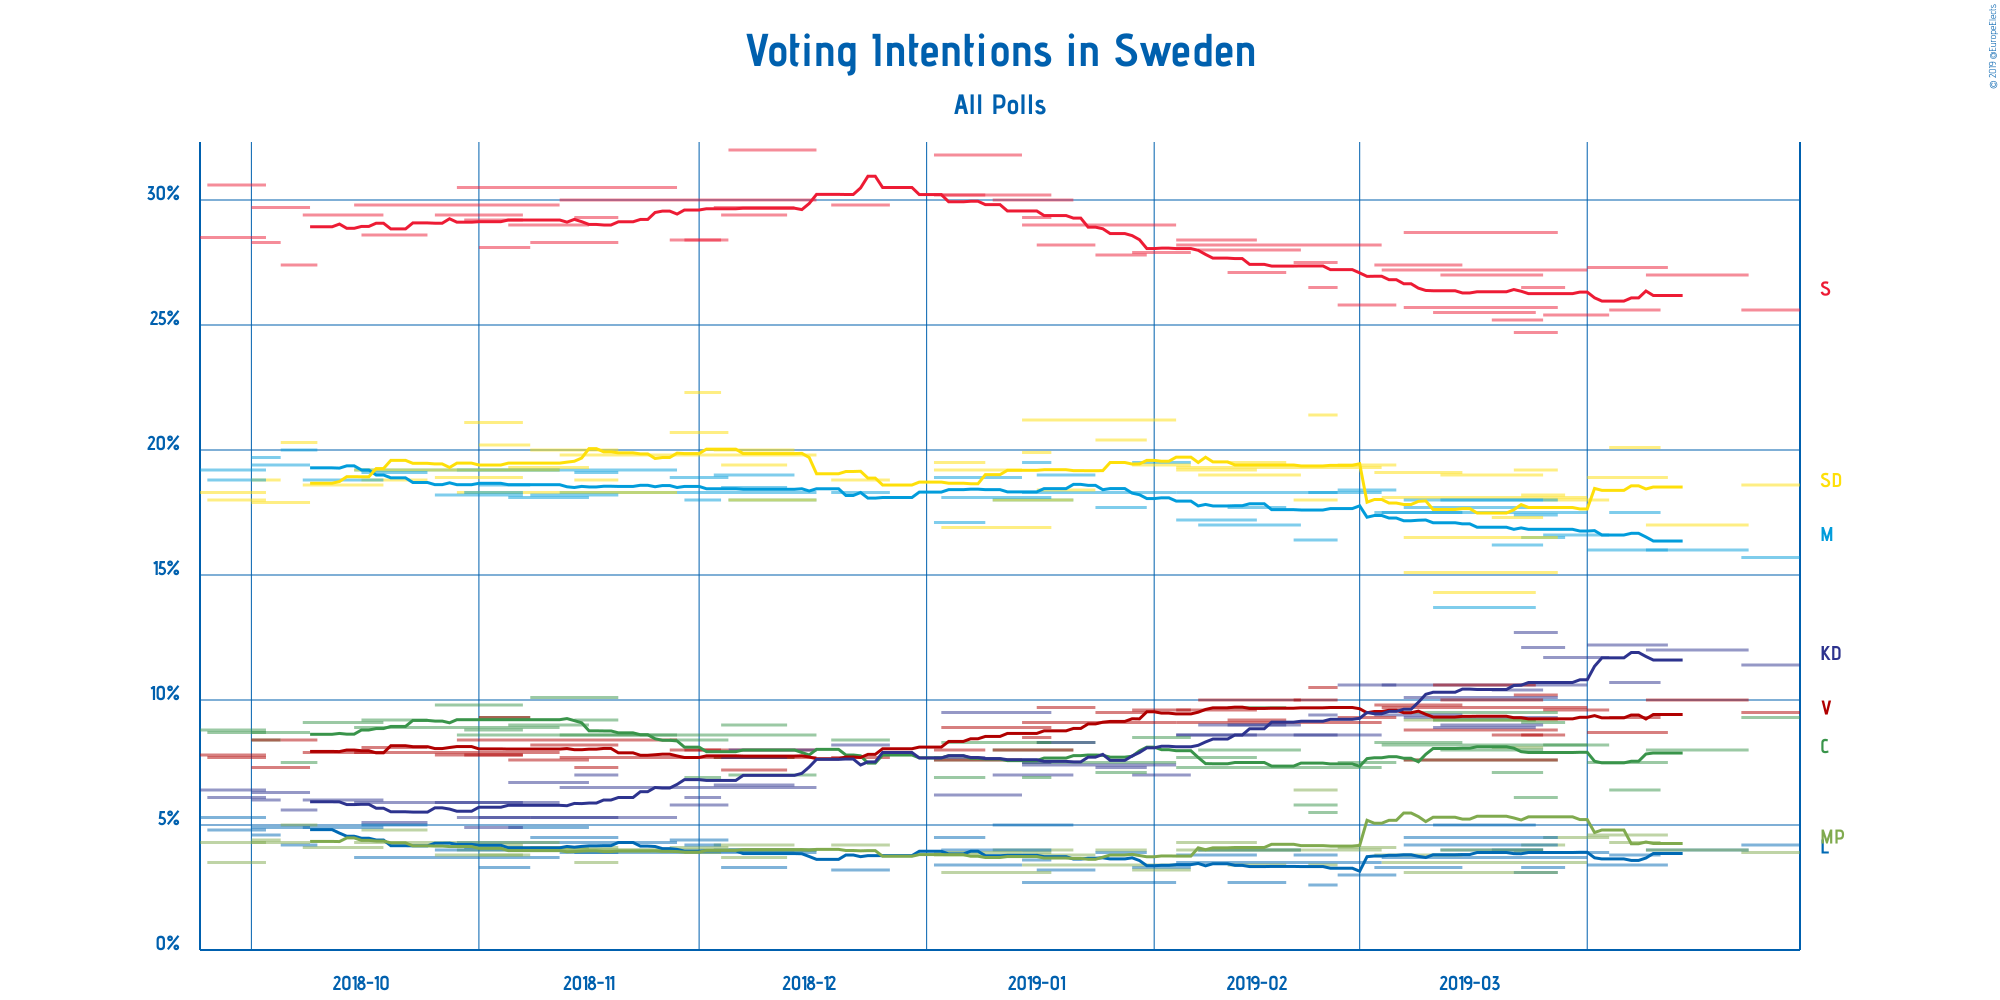 Voting Intentions in Sweden
All Polls
© 2019 @EuropeElects
30%
25%
20%
15%
10%
5%
0%
S
SD
M
KD
V
C
MP
L
2018-10
2018-11
2018-12
2019-01
2019-02
2019-03